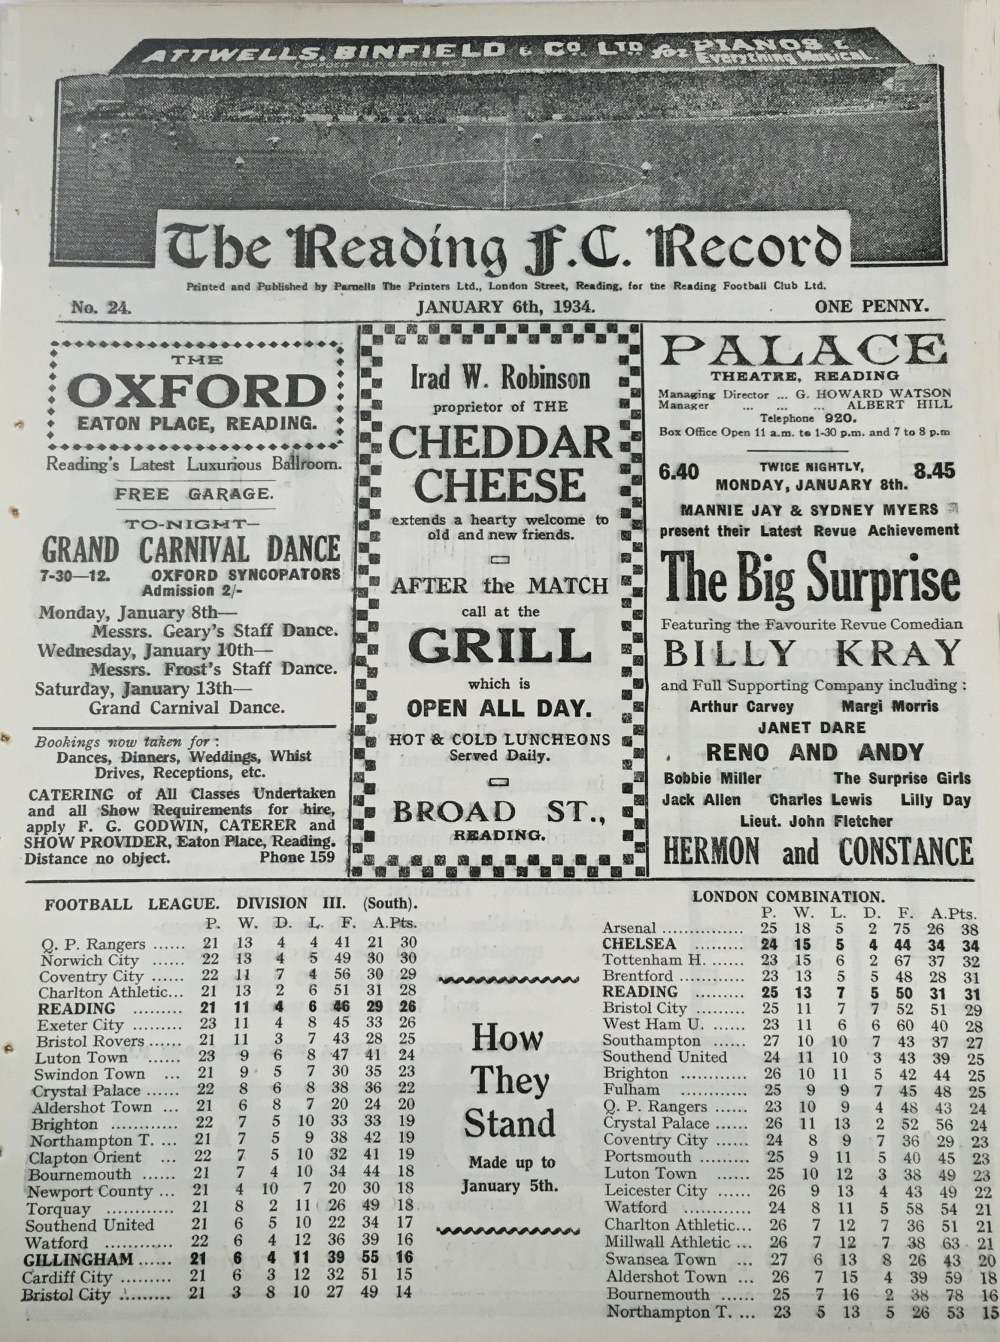 ATTWELLS, BINFIELD & CO. LTD for PIANOS &
Everything Musical.
The Reading F.C. Record
Printed and Published by Parnells The Printers Ltd., London Street, Reading, for the Reading Football Club Ltd.
No. 24. JANUARY 6th, 1934. ONE PENNY.
THE
OXFORD
EATON PLACE, READING.
Reading's Latest Luxurious Ballroom.
FREE GARAGE.
TO-NIGHT—
GRAND CARNIVAL DANCE
7-30—12. OXFORD SYNCOPATORS
Admission 2/-
Monday, January 8th—
Messrs. Geary's Staff Dance.
Wednesday, January 10th—
Messrs. Frost's Staff Dance.
Saturday, January 13th—
Grand Carnival Dance.
Bookings now taken for :
Dances, Dinners, Weddings, Whist
Drives, Receptions, etc.
CATERING of All Classes Undertaken
and all Show Requirements for hire,
apply F. G. GODWIN, CATERER and
SHOW PROVIDER, Eaton Place, Reading.
Distance no object. Phone 159
Irad W. Robinson
proprietor of THE
CHEDDAR
CHEESE
extends a hearty welcome to
old and new friends.
AFTER the MATCH
call at the
GRILL
which is
OPEN ALL DAY.
HOT & COLD LUNCHEONS
Served Daily.
BROAD ST.,
READING.
PALACE
THEATRE, READING
Managing Director ... G. HOWARD WATSON
Manager ... ... ... ALBERT HILL
Telephone 920.
Box Office Open 11 a.m. to 1-30 p.m. and 7 to 8 p.m
6.40 TWICE NIGHTLY, 8.45
MONDAY, JANUARY 8th.
MANNIE JAY & SYDNEY MYERS
present their Latest Revue Achievement
The Big Surprise
Featuring the Favourite Revue Comedian
BILLY KRAY
and Full Supporting Company including :
Arthur Carvey Margi Morris
JANET DARE
RENO AND ANDY
Bobbie Miller The Surprise Girls
Jack Allen Charles Lewis Lilly Day
Lieut. John Fletcher
HERMON and CONSTANCE
FOOTBALL LEAGUE. DIVISION III. (South).
P. W. D. L. F. A.Pts.
Q. P. Rangers ...... 21 13 4 4 41 21 30
Norwich City ...... 22 13 4 5 49 30 30
Coventry City ...... 22 11 7 4 56 30 29
Charlton Athletic... 21 13 2 6 51 31 28
READING ......... 21 11 4 6 46 29 26
Exeter City ......... 23 11 4 8 45 33 26
Bristol Rovers...... 21 11 3 7 43 28 25
Luton Town ...... 23 9 6 8 47 41 24
Swindon Town ... 21 9 5 7 30 35 23
Crystal Palace ...... 22 8 6 8 38 36 22
Aldershot Town ... 21 6 8 7 20 24 20
Brighton ............ 22 7 5 10 33 33 19
Northampton T. ... 21 7 5 9 38 42 19
Clapton Orient ... 22 7 5 10 32 41 19
Bournemouth ...... 21 7 4 10 34 44 18
Newport County ... 21 4 10 7 20 30 18
Torquay ............ 21 8 2 11 26 49 18
Southend United 21 6 5 10 22 34 17
Watford ............ 22 6 4 12 36 39 16
GILLINGHAM ...... 21 6 4 11 39 55 16
Cardiff City ......... 21 6 3 12 32 51 15
Bristol City ......... 21 3 8 10 27 49 14
How
They
Stand
Made up to
January 5th.
LONDON COMBINATION.
P. W. L. D. F. A.Pts.
Arsenal ............... 25 18 5 2 75 26 38
CHELSEA ......... 24 15 5 4 44 34 34
Tottenham H. ...... 23 15 6 2 67 37 32
Brentford ............ 23 13 5 5 48 28 31
READING ......... 25 13 7 5 50 31 31
Bristol City ......... 25 11 7 7 52 51 29
West Ham U. ...... 23 11 6 6 60 40 28
Southampton ...... 27 10 10 7 43 37 27
Southend United 24 11 10 3 43 39 25
Brighton ............ 26 10 11 5 42 44 25
Fulham ............ 25 9 9 7 45 48 25
Q. P. Rangers ...... 23 10 9 4 48 43 24
Crystal Palace ...... 26 11 13 2 52 56 24
Coventry City ...... 24 8 9 7 36 29 23
Portsmouth ......... 25 9 11 5 40 45 23
Luton Town ...... 25 10 12 3 38 49 23
Leicester City ...... 26 9 13 4 43 49 22
Watford ............ 24 8 11 5 58 54 21
Charlton Athletic... 26 7 12 7 36 51 21
Millwall Athletic ... 26 7 12 7 38 63 21
Swansea Town ... 27 6 13 8 26 43 20
Aldershot Town ... 26 7 15 4 39 59 18
Bournemouth ...... 25 7 16 2 38 78 16
Northampton T. ... 23 5 13 5 26 53 15